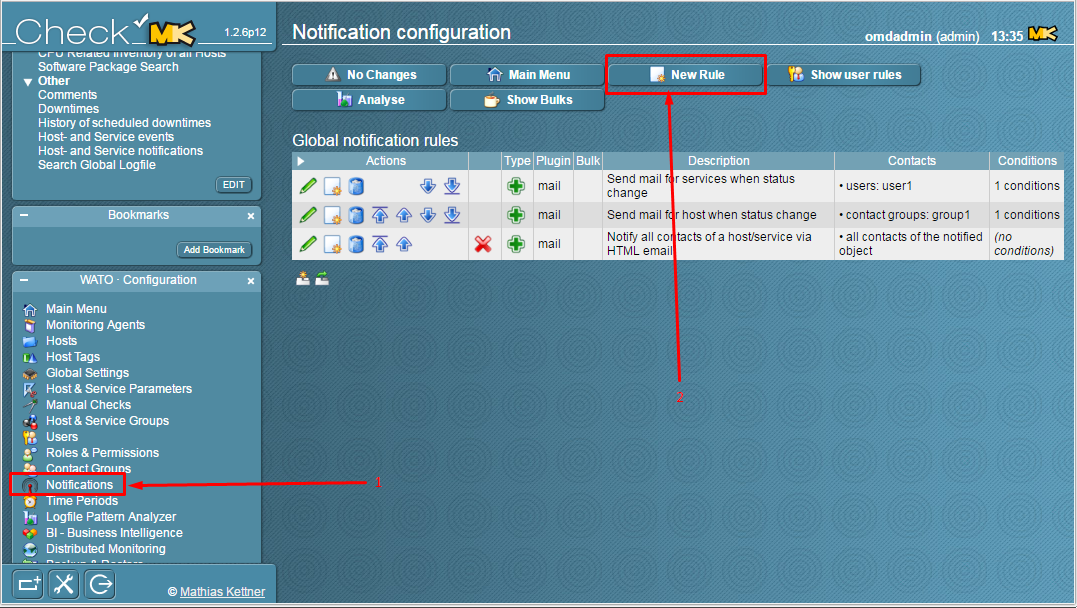 Check MK 1.2.6p12
CPU Related Inventory of all Hosts
Software Package Search
Other
Comments
Downtimes
History of scheduled downtimes
Host- and Service events
Host- and Service notifications
Search Global Logfile
EDIT
Bookmarks
Add Bookmark
WATO · Configuration
Main Menu
Monitoring Agents
Hosts
Host Tags
Global Settings
Host & Service Parameters
Manual Checks
Host & Service Groups
Users
Roles & Permissions
Contact Groups
Notifications
1
Time Periods
Logfile Pattern Analyzer
BI - Business Intelligence
Distributed Monitoring
Backup & Restore
© Mathias Kettner
Notification configuration
omdadmin (admin) 13:35 MK
No Changes Main Menu New Rule Show user rules
Analyse Show Bulks
2
Global notification rules
Actions Type Plugin Bulk Description Contacts Conditions
mail Send mail for services when status • users: user1 1 conditions
change
mail Send mail for host when status change • contact groups: group1 1 conditions
mail Notify all contacts of a host/service via • all contacts of the notified (no
HTML email object conditions)